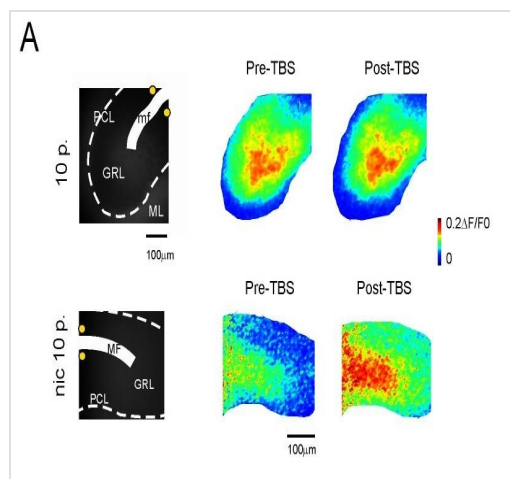 A
Pre-TBS Post-TBS
10 p.
PCL
mf
GRL
ML
100μm
0.2ΔF/F0
0
Pre-TBS Post-TBS
nic 10 p.
MF
GRL
PCL
100μm